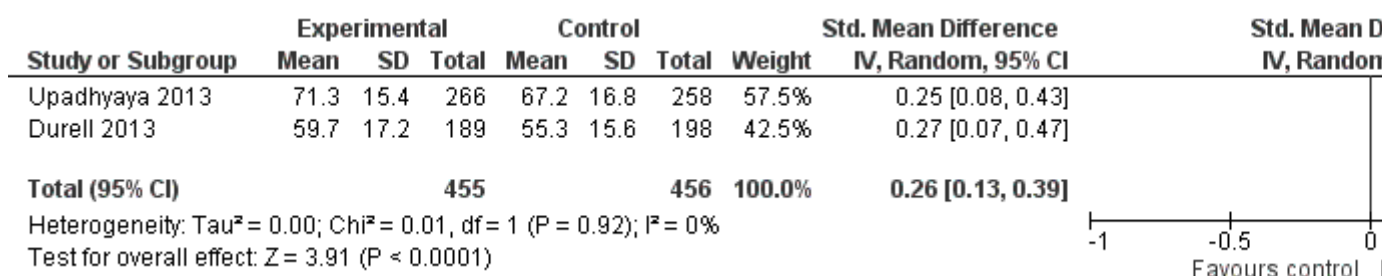 Experimental Control Std. Mean Difference Std. Mean D
Study or Subgroup Mean SD Total Mean SD Total Weight IV, Random, 95% CI IV, Random
Upadhyaya 2013 71.3 15.4 266 67.2 16.8 258 57.5% 0.25 [0.08, 0.43]
Durell 2013 59.7 17.2 189 55.3 15.6 198 42.5% 0.27 [0.07, 0.47]
Total (95% CI) 455 456 100.0% 0.26 [0.13, 0.39]
Heterogeneity: Tau² = 0.00; Chi² = 0.01, df = 1 (P = 0.92); I² = 0%
-1 -0.5 0
Test for overall effect: Z = 3.91 (P < 0.0001)
Favours control